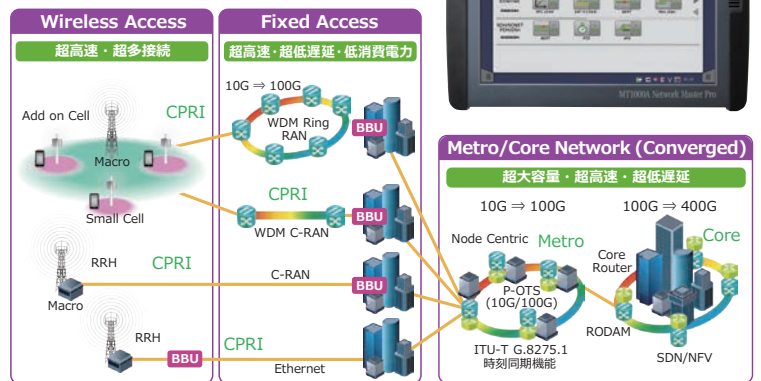 Wireless Access
超高速・超多接続
Add on Cell
CPRI
Macro
Small Cell
RRH
CPRI
Macro
RRH
BBU
Fixed Access
超高速・超低遅延・低消費電力
10G ⇒ 100G
WDM Ring
RAN
BBU
CPRI
WDM C-RAN
BBU
C-RAN
BBU
CPRI
Ethernet
MT1000A Network Master Pro
Metro/Core Network (Converged)
超大容量・超高速・超低遅延
10G ⇒ 100G
100G ⇒ 400G
Node Centric
Metro
Core
Router
Core
P-OTS
(10G/100G)
RODAM
ITU-T G.8275.1
時刻同期機能
SDN/NFV